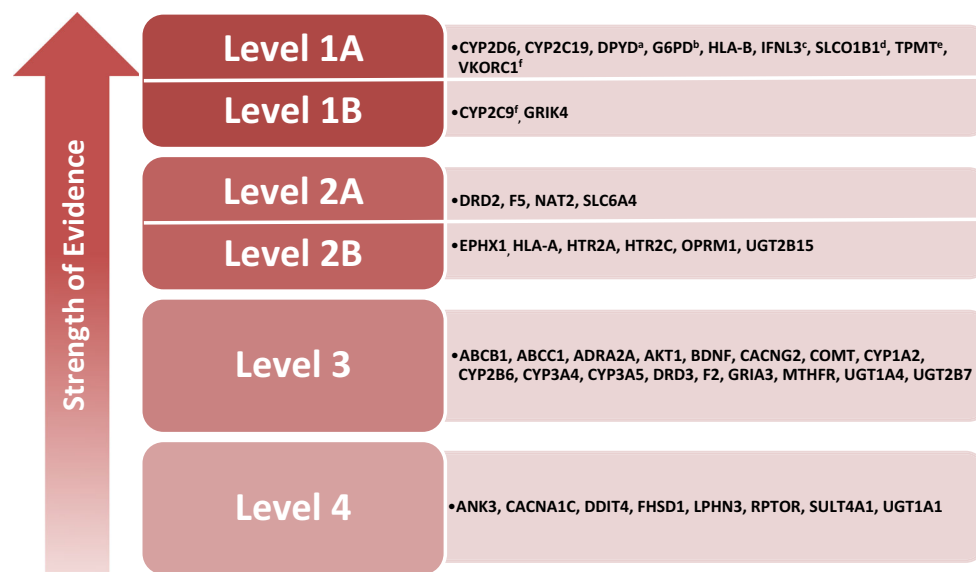 Strength of Evidence
Level 1A
•CYP2D6, CYP2C19, DPYDᵃ, G6PDᵇ, HLA-B, IFNL3ᶜ, SLCO1B1ᵈ, TPMTᵉ,
VKORC1ᶠ
Level 1B
•CYP2C9ᶠ, GRIK4
Level 2A
•DRD2, F5, NAT2, SLC6A4
Level 2B
•EPHX1, HLA-A, HTR2A, HTR2C, OPRM1, UGT2B15
Level 3
•ABCB1, ABCC1, ADRA2A, AKT1, BDNF, CACNG2, COMT, CYP1A2,
CYP2B6, CYP3A4, CYP3A5, DRD3, F2, GRIA3, MTHFR, UGT1A4, UGT2B7
Level 4
•ANK3, CACNA1C, DDIT4, FHSD1, LPHN3, RPTOR, SULT4A1, UGT1A1